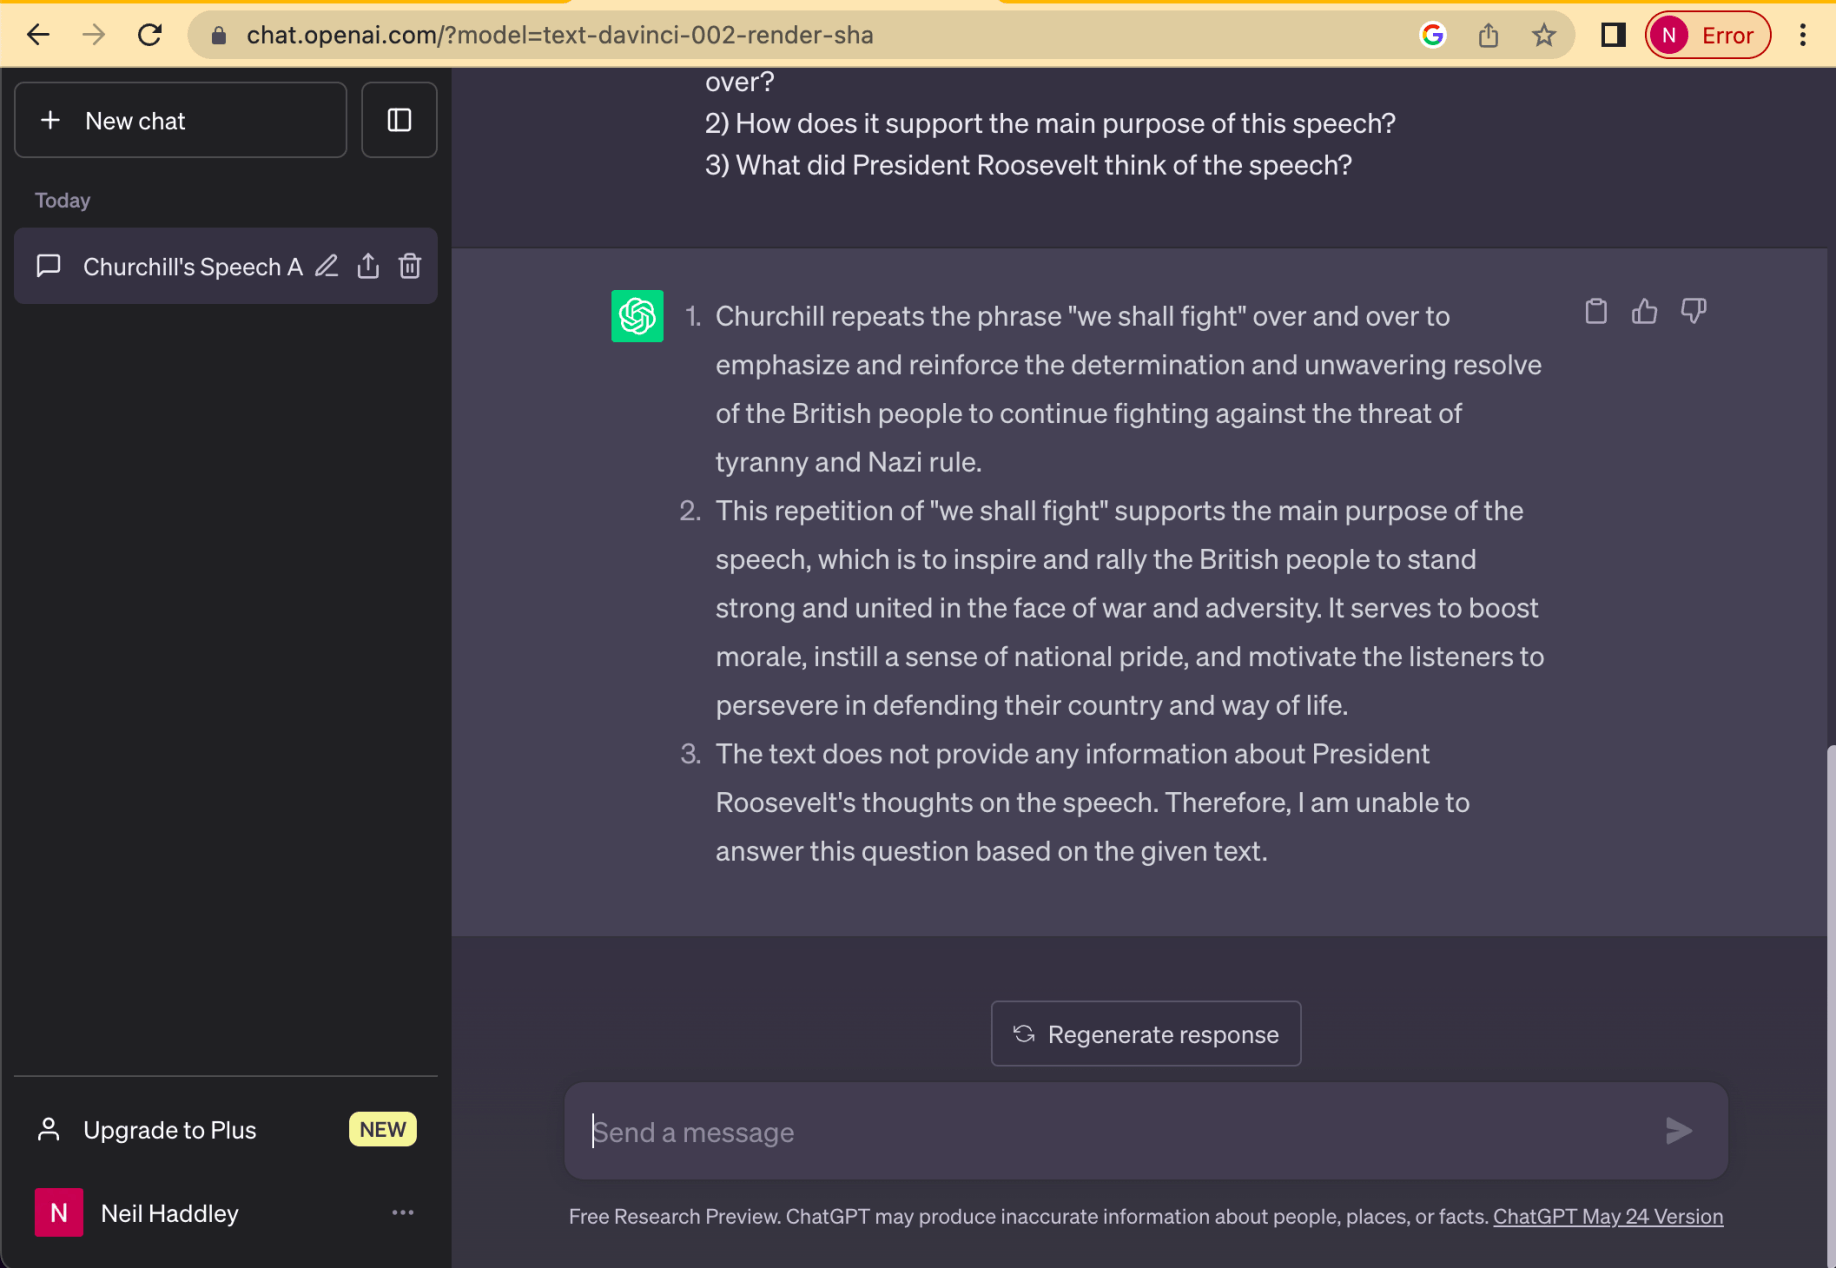 chat.openai.com/?model=text-davinci-002-render-sha
G
N Error
New chat
Today
Churchill's Speech A
over?
2) How does it support the main purpose of this speech?
3) What did President Roosevelt think of the speech?
1. Churchill repeats the phrase "we shall fight" over and over to
emphasize and reinforce the determination and unwavering resolve
of the British people to continue fighting against the threat of
tyranny and Nazi rule.
2. This repetition of "we shall fight" supports the main purpose of the
speech, which is to inspire and rally the British people to stand
strong and united in the face of war and adversity. It serves to boost
morale, instill a sense of national pride, and motivate the listeners to
persevere in defending their country and way of life.
3. The text does not provide any information about President
Roosevelt's thoughts on the speech. Therefore, I am unable to
answer this question based on the given text.
Regenerate response
Send a message
Free Research Preview. ChatGPT may produce inaccurate information about people, places, or facts. ChatGPT May 24 Version
Upgrade to Plus NEW
N Neil Haddley